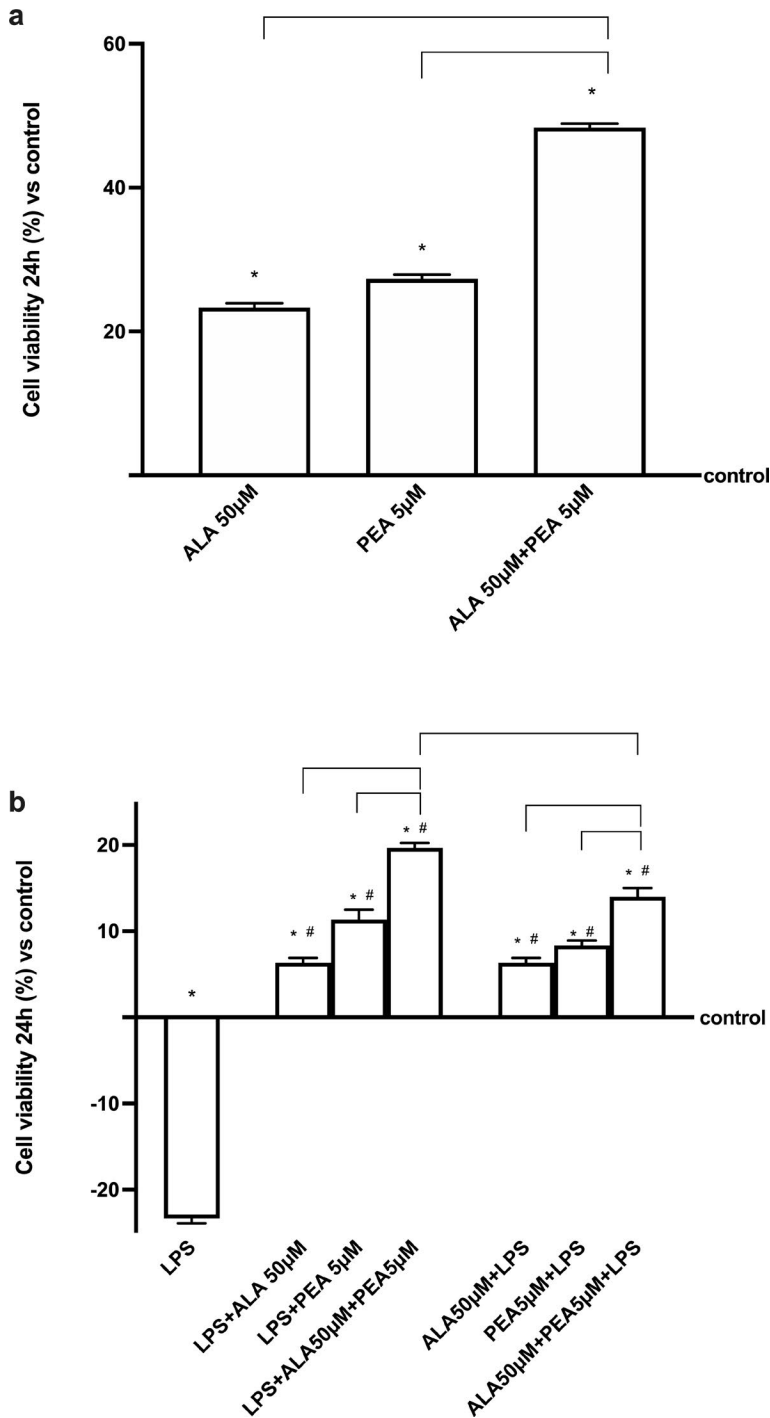 a
60
40
20
Cell viability 24h (%) vs control
*
*
*
control
ALA 50µM
PEA 5µM
ALA 50µM+PEA 5µM
b
20
10
-10
-20
Cell viability 24h (%) vs control
*
* #
* #
* #
* #
* #
* #
control
LPS
LPS+ALA 50µM
LPS+PEA 5µM
LPS+ALA50µM+PEA5µM
ALA50µM+LPS
PEA5µM+LPS
ALA50µM+PEA5µM+LPS